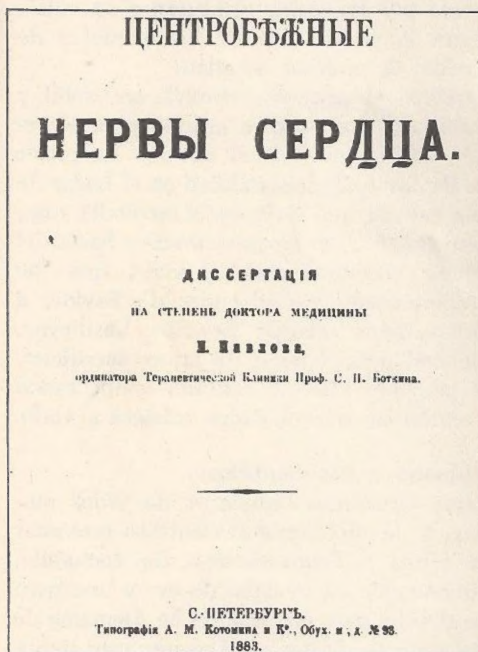 ЦЕНТРОБѢЖНЫЕ
НЕРВЫ СЕРДЦА.
ДИССЕРТАЦІЯ
НА СТЕПЕНЬ ДОКТОРА МЕДИЦИНЫ
И. Павлова,
ординатора Терапевтической Клиники Проф. С. П. Боткина.
С.-ПЕТЕРБУРГЪ.
Типографія А. М. Котомина и К°, Обух. м., д. № 93.
1883.